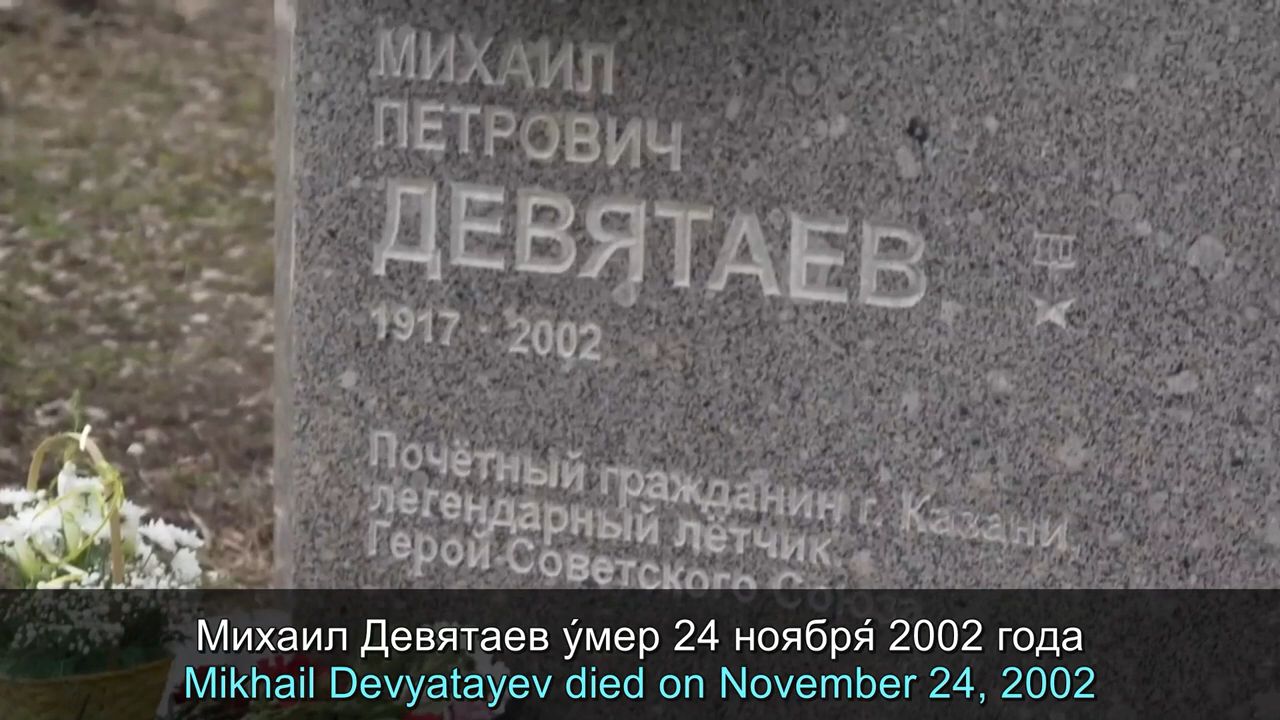 МИХАИЛ
ПЕТРОВИЧ
ДЕВЯТАЕВ
1917 - 2002
Почётный гражданин г. Казани,
легендарный лётчик.
Герой Советского Союза
Михаил Девятаев у́мер 24 ноября́ 2002 года
Mikhail Devyatayev died on November 24, 2002